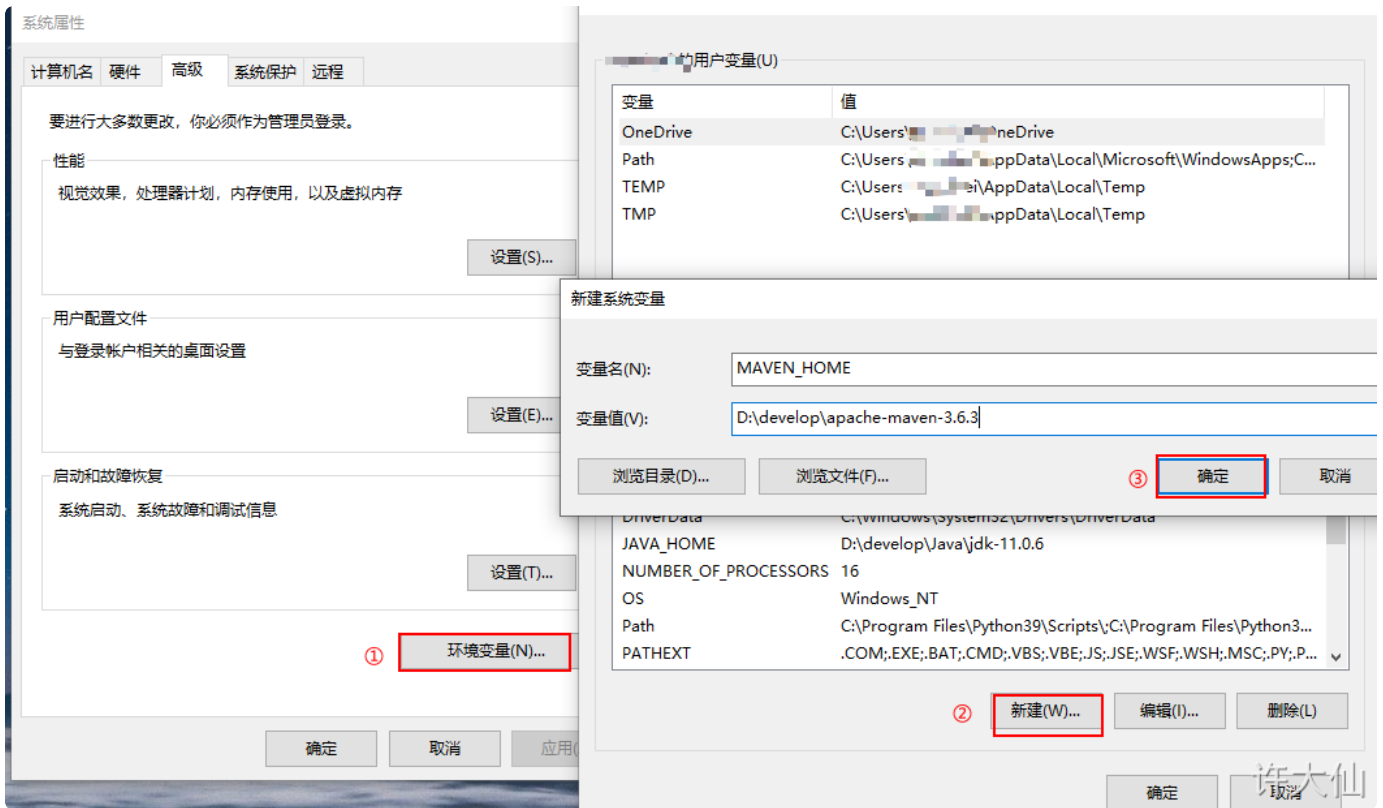 系统属性
计算机名 硬件 高级 系统保护 远程
要进行大多数更改，你必须作为管理员登录。
性能
视觉效果，处理器计划，内存使用，以及虚拟内存
设置(S)...
用户配置文件
与登录帐户相关的桌面设置
设置(E)...
启动和故障恢复
系统启动、系统故障和调试信息
设置(T)...
① 环境变量(N)...
确定 取消 应用(
的用户变量(U)
变量 值
OneDrive C:\Users\ neDrive
Path C:\Users ppData\Local\Microsoft\WindowsApps;C...
TEMP C:\Users ei\AppData\Local\Temp
TMP C:\Users\ ppData\Local\Temp
新建系统变量
变量名(N): MAVEN_HOME
变量值(V): D:\develop\apache-maven-3.6.3
浏览目录(D)... 浏览文件(F)... ③ 确定 取消
DriverData C:\Windows\System32\Drivers\DriverData
JAVA_HOME D:\develop\Java\jdk-11.0.6
NUMBER_OF_PROCESSORS 16
OS Windows_NT
Path C:\Program Files\Python39\Scripts\;C:\Program Files\Python3...
PATHEXT .COM;.EXE;.BAT;.CMD;.VBS;.VBE;.JS;.JSE;.WSF;.WSH;.MSC;.PY;.P...
② 新建(W)... 编辑(I)... 删除(L)
确定 取消
许大仙